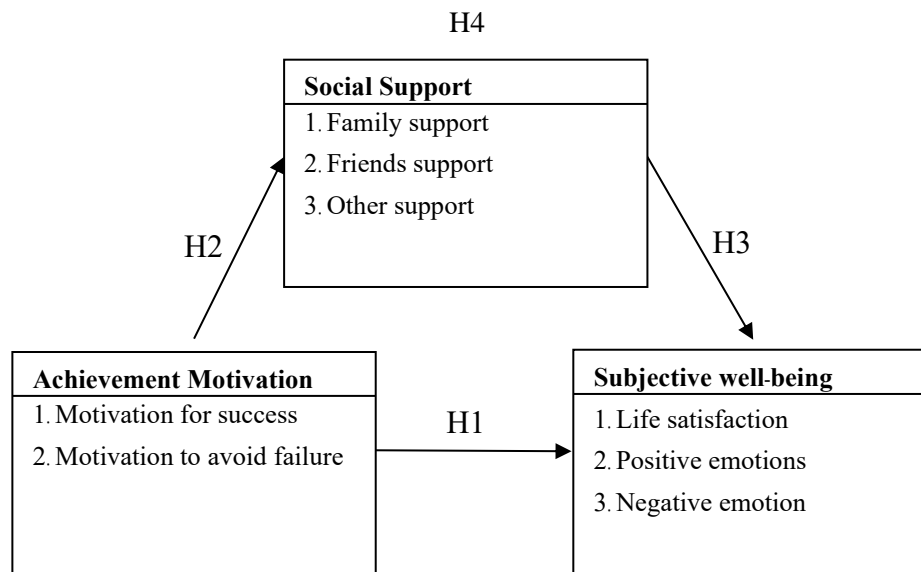 H4
Social Support
1. Family support
2. Friends support
3. Other support
H2
H3
Achievement Motivation
1. Motivation for success
2. Motivation to avoid failure
H1
Subjective well-being
1. Life satisfaction
2. Positive emotions
3. Negative emotion